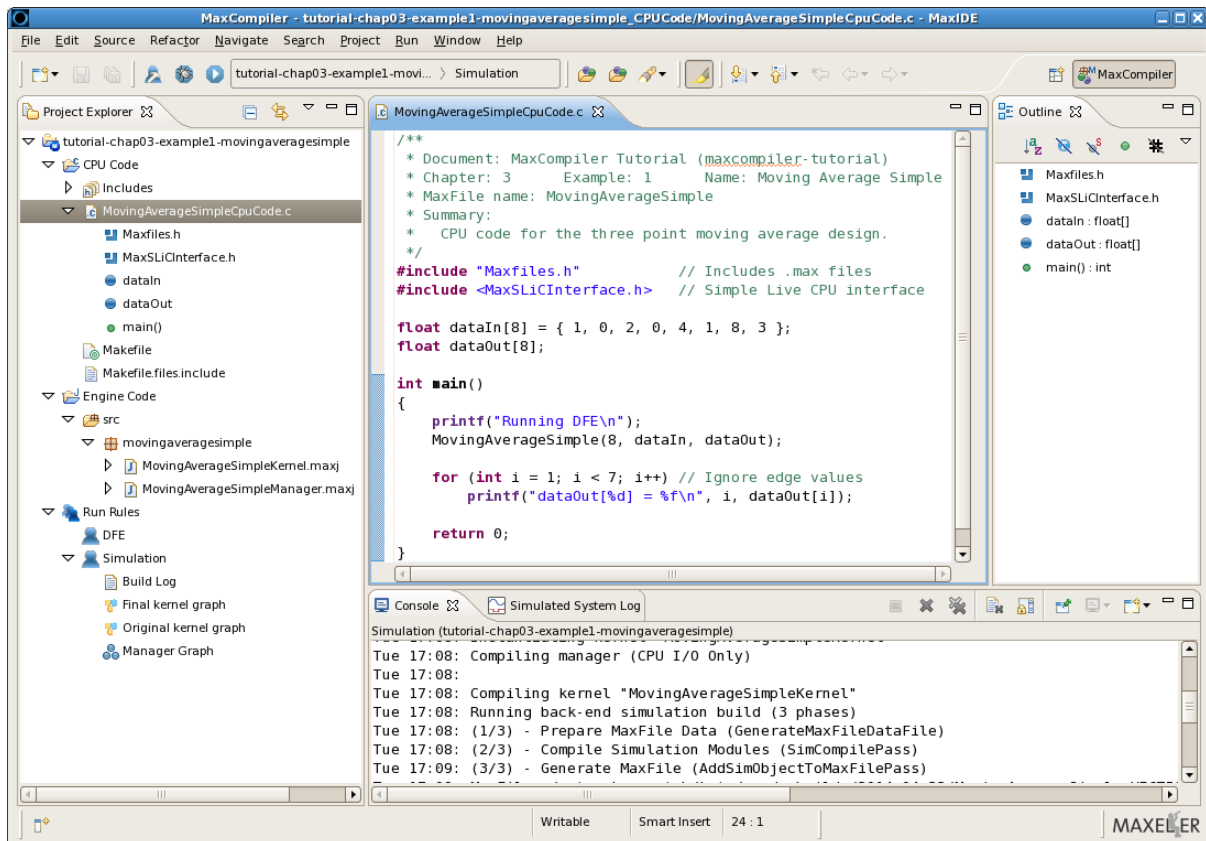 MaxCompiler - tutorial-chap03-example1-movingaveragesimple_CPUCode/MovingAverageSimpleCpuCode.c - MaxIDE
File Edit Source Refactor Navigate Search Project Run Window Help
tutorial-chap03-example1-movi... 〉 Simulation
MaxCompiler
Project Explorer
tutorial-chap03-example1-movingaveragesimple
CPU Code
Includes
MovingAverageSimpleCpuCode.c
Maxfiles.h
MaxSLiCInterface.h
dataIn
dataOut
main()
Makefile
Makefile.files.include
Engine Code
src
movingaveragesimple
MovingAverageSimpleKernel.maxj
MovingAverageSimpleManager.maxj
Run Rules
DFE
Simulation
Build Log
Final kernel graph
Original kernel graph
Manager Graph
MovingAverageSimpleCpuCode.c
/**
* Document: MaxCompiler Tutorial (maxcompiler-tutorial)
* Chapter: 3 Example: 1 Name: Moving Average Simple
* MaxFile name: MovingAverageSimple
* Summary:
* CPU code for the three point moving average design.
*/
#include "Maxfiles.h" // Includes .max files
#include <MaxSLiCInterface.h> // Simple Live CPU interface
float dataIn[8] = { 1, 0, 2, 0, 4, 1, 8, 3 };
float dataOut[8];
int main()
{
printf("Running DFE\n");
MovingAverageSimple(8, dataIn, dataOut);
for (int i = 1; i < 7; i++) // Ignore edge values
printf("dataOut[%d] = %f\n", i, dataOut[i]);
return 0;
}
Outline
Maxfiles.h
MaxSLiCInterface.h
dataIn : float[]
dataOut : float[]
main() : int
Console Simulated System Log
Simulation (tutorial-chap03-example1-movingaveragesimple)
Tue 17:08: Compiling manager (CPU I/O Only)
Tue 17:08:
Tue 17:08: Compiling kernel "MovingAverageSimpleKernel"
Tue 17:08: Running back-end simulation build (3 phases)
Tue 17:08: (1/3) - Prepare MaxFile Data (GenerateMaxFileDataFile)
Tue 17:08: (2/3) - Compile Simulation Modules (SimCompilePass)
Tue 17:09: (3/3) - Generate MaxFile (AddSimObjectToMaxFilePass)
Writable Smart Insert 24 : 1
MAXELER